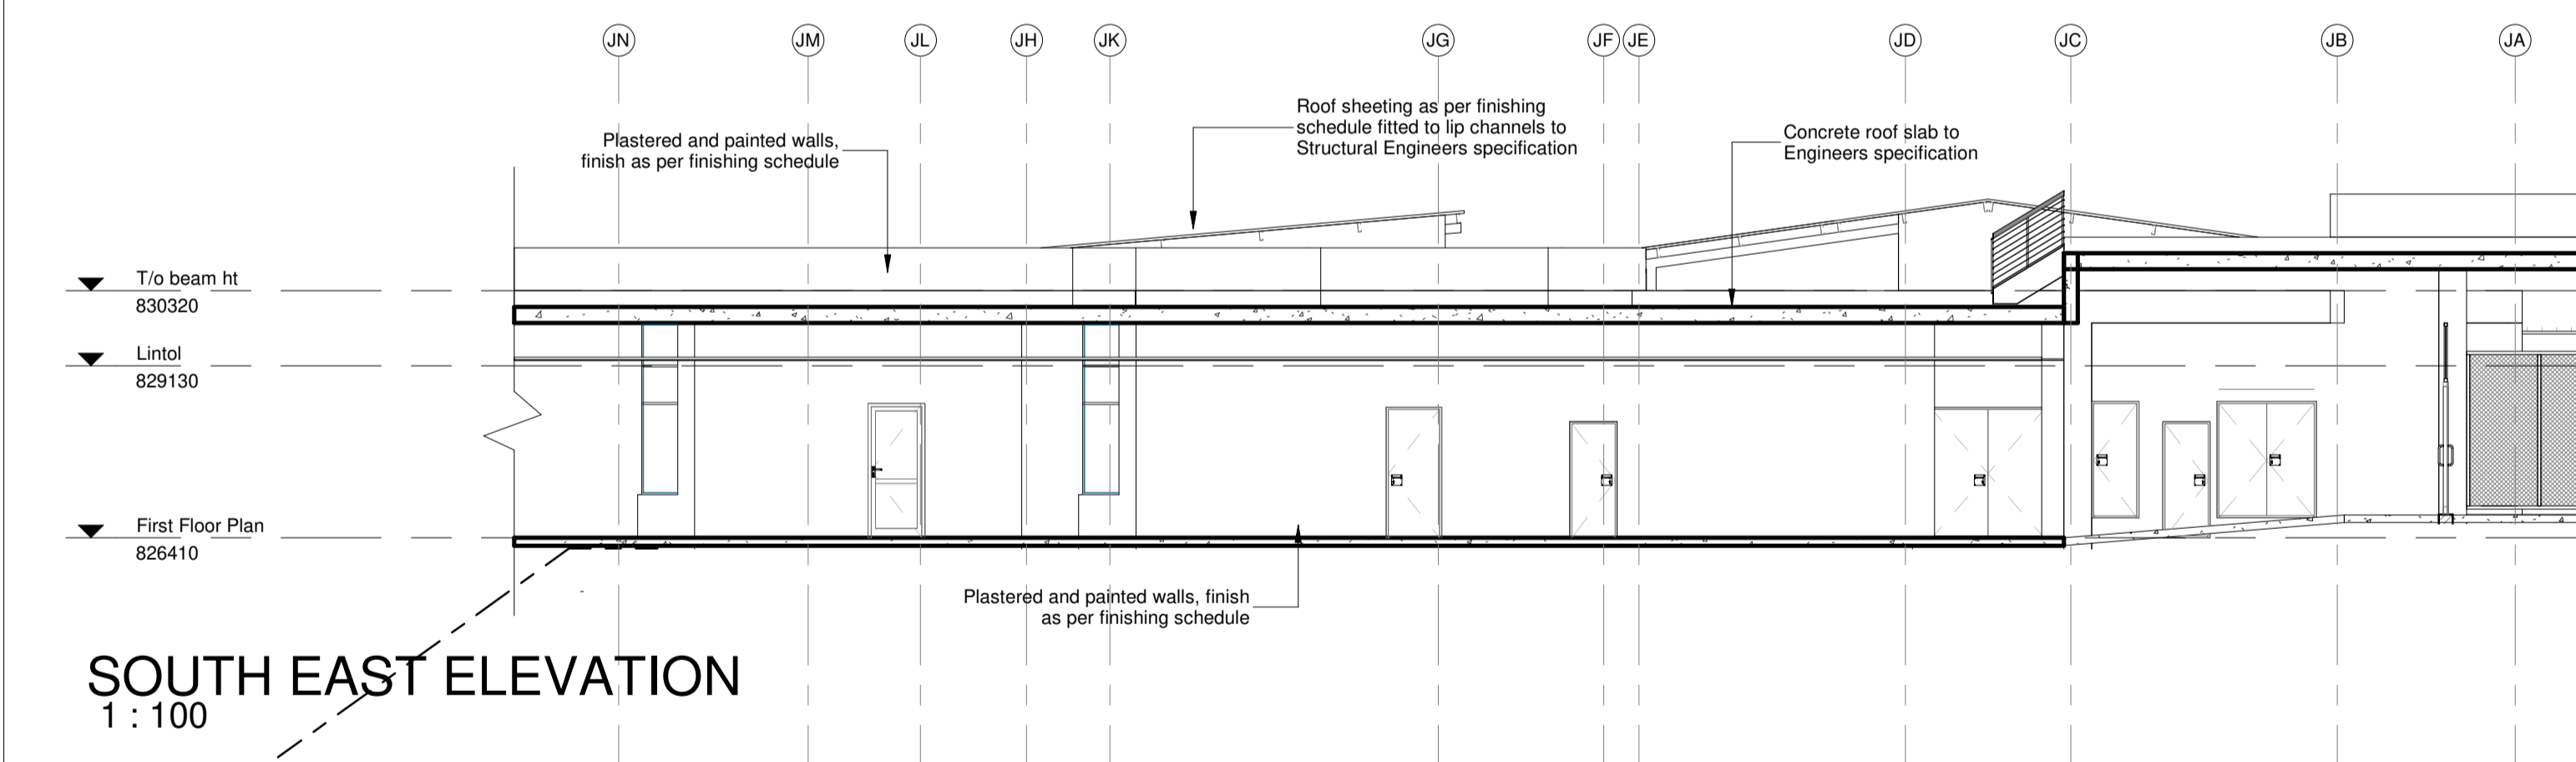 JN
JM
JL
JH
JK
JG
JF
JE
JD
JC
JB
JA
Plastered and painted walls,
finish as per finishing schedule
Roof sheeting as per finishing
schedule fitted to lip channels to
Structural Engineers specification
Concrete roof slab to
Engineers specification
T/o beam ht
830320
Lintol
829130
First Floor Plan
826410
Plastered and painted walls, finish
as per finishing schedule
SOUTH EAST ELEVATION
1 : 100